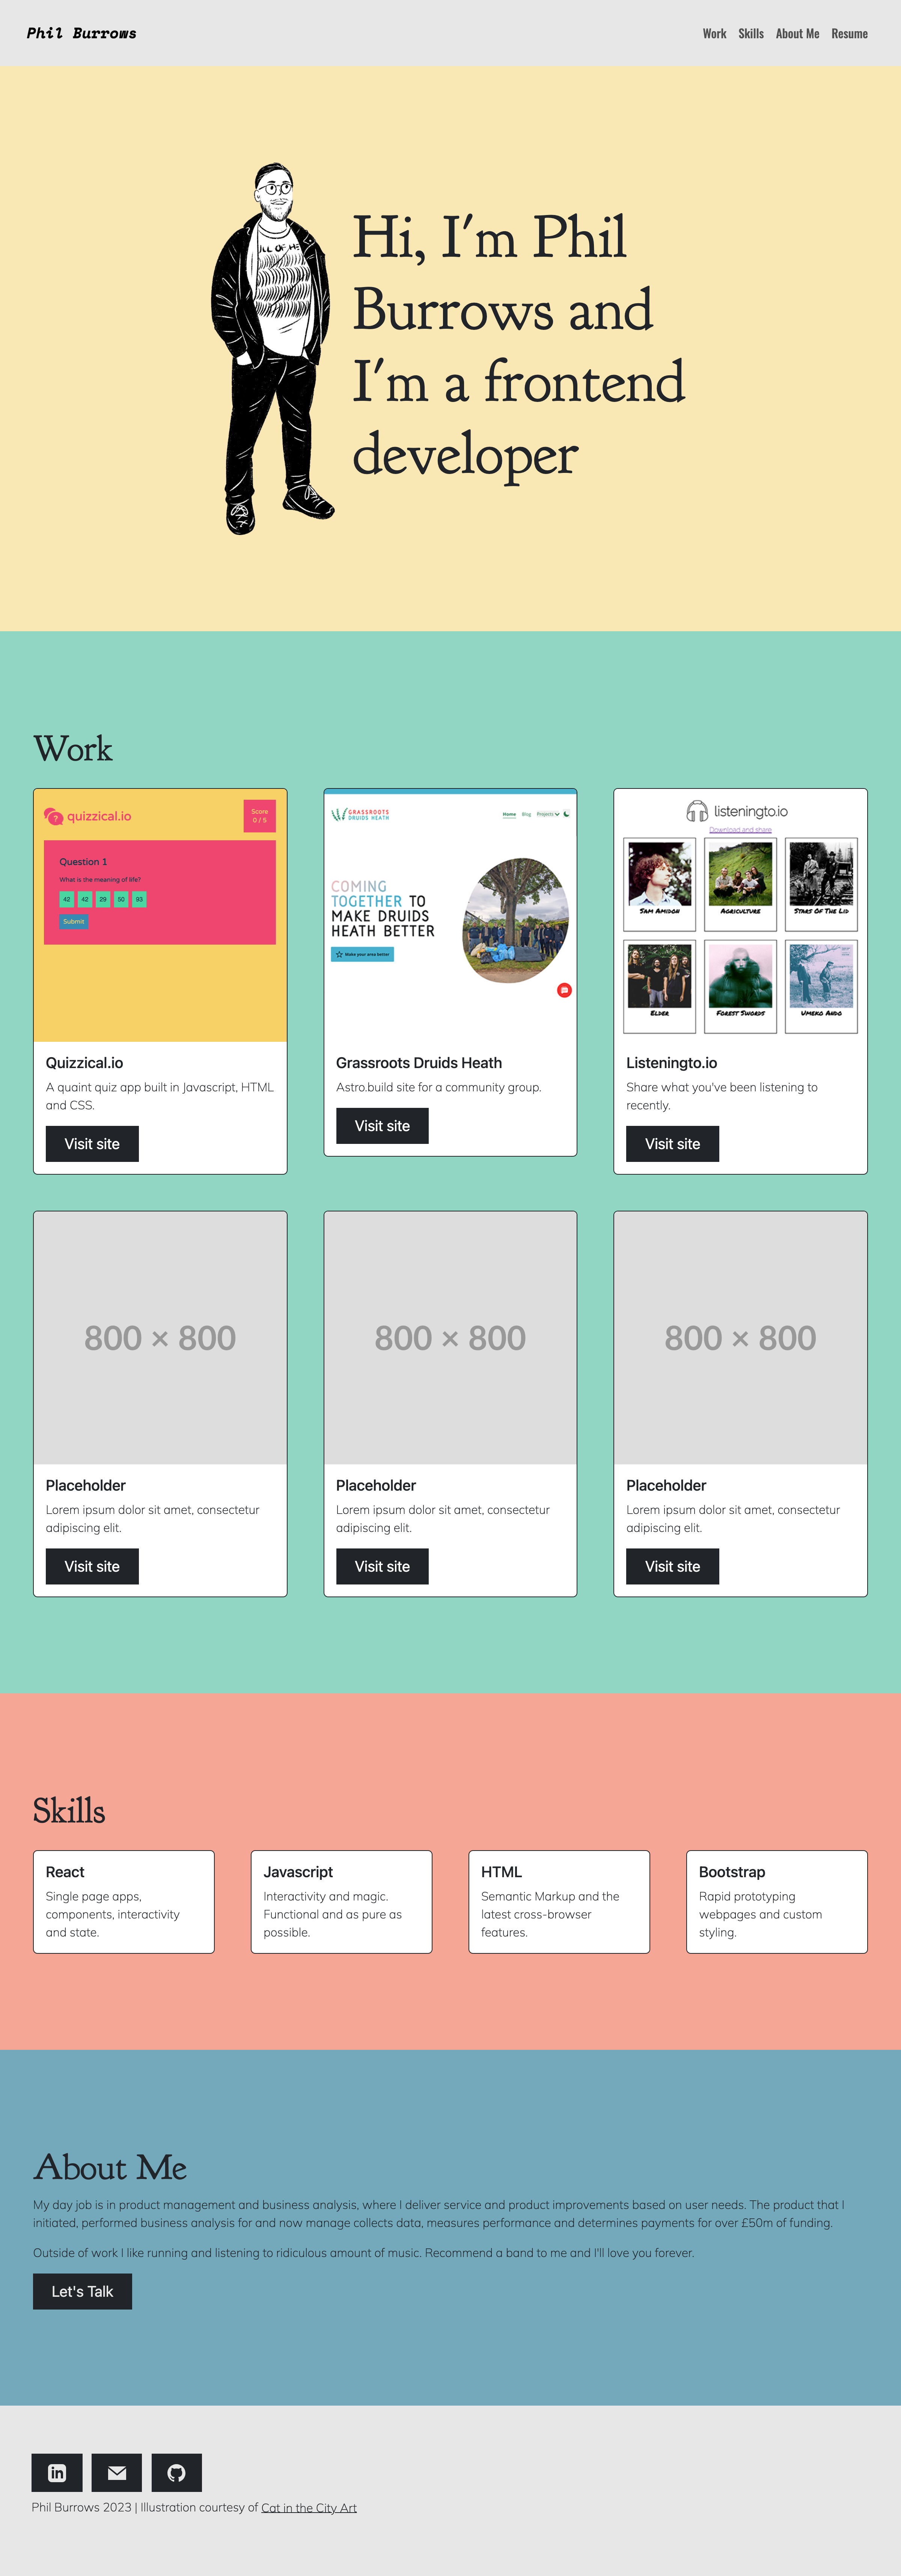 Phil Burrows
Work Skills About Me Resume
Hi, I'm Phil
Burrows and
I'm a frontend
developer
Work
quizzical.io
Score
0 / 5
Question 1
What is the meaning of life?
42 42 29 50 93
Submit
Quizzical.io
A quaint quiz app built in Javascript, HTML
and CSS.
Visit site
GRASSROOTS
DRUIDS HEATH
Home Blog Projects
COMING
TOGETHER TO
MAKE DRUIDS
HEATH BETTER
Make your area better
Grassroots Druids Heath
Astro.build site for a community group.
Visit site
listeningto.io
Download and share
Sam Amidon Agriculture Stars Of The Lid
Elder Forest Swords Umeko Ando
Listeningto.io
Share what you've been listening to
recently.
Visit site
800 × 800
Placeholder
Lorem ipsum dolor sit amet, consectetur
adipiscing elit.
Visit site
800 × 800
Placeholder
Lorem ipsum dolor sit amet, consectetur
adipiscing elit.
Visit site
800 × 800
Placeholder
Lorem ipsum dolor sit amet, consectetur
adipiscing elit.
Visit site
Skills
React
Single page apps,
components, interactivity
and state.
Javascript
Interactivity and magic.
Functional and as pure as
possible.
HTML
Semantic Markup and the
latest cross-browser
features.
Bootstrap
Rapid prototyping
webpages and custom
styling.
About Me
My day job is in product management and business analysis, where I deliver service and product improvements based on user needs. The product that I
initiated, performed business analysis for and now manage collects data, measures performance and determines payments for over £50m of funding.
Outside of work I like running and listening to ridiculous amount of music. Recommend a band to me and I'll love you forever.
Let's Talk
in
Phil Burrows 2023 | Illustration courtesy of Cat in the City Art